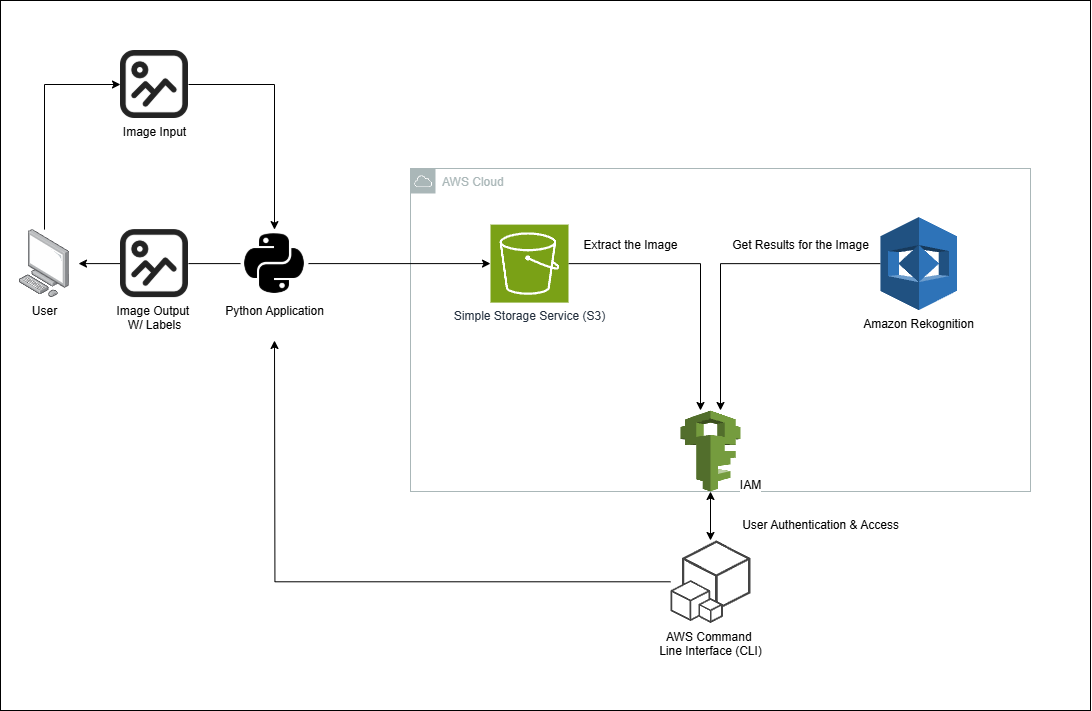 Image Input
AWS Cloud
Extract the Image
Get Results for the Image
User
Image Output
W/ Labels
Python Application
Simple Storage Service (S3)
Amazon Rekognition
IAM
User Authentication & Access
AWS Command
Line Interface (CLI)